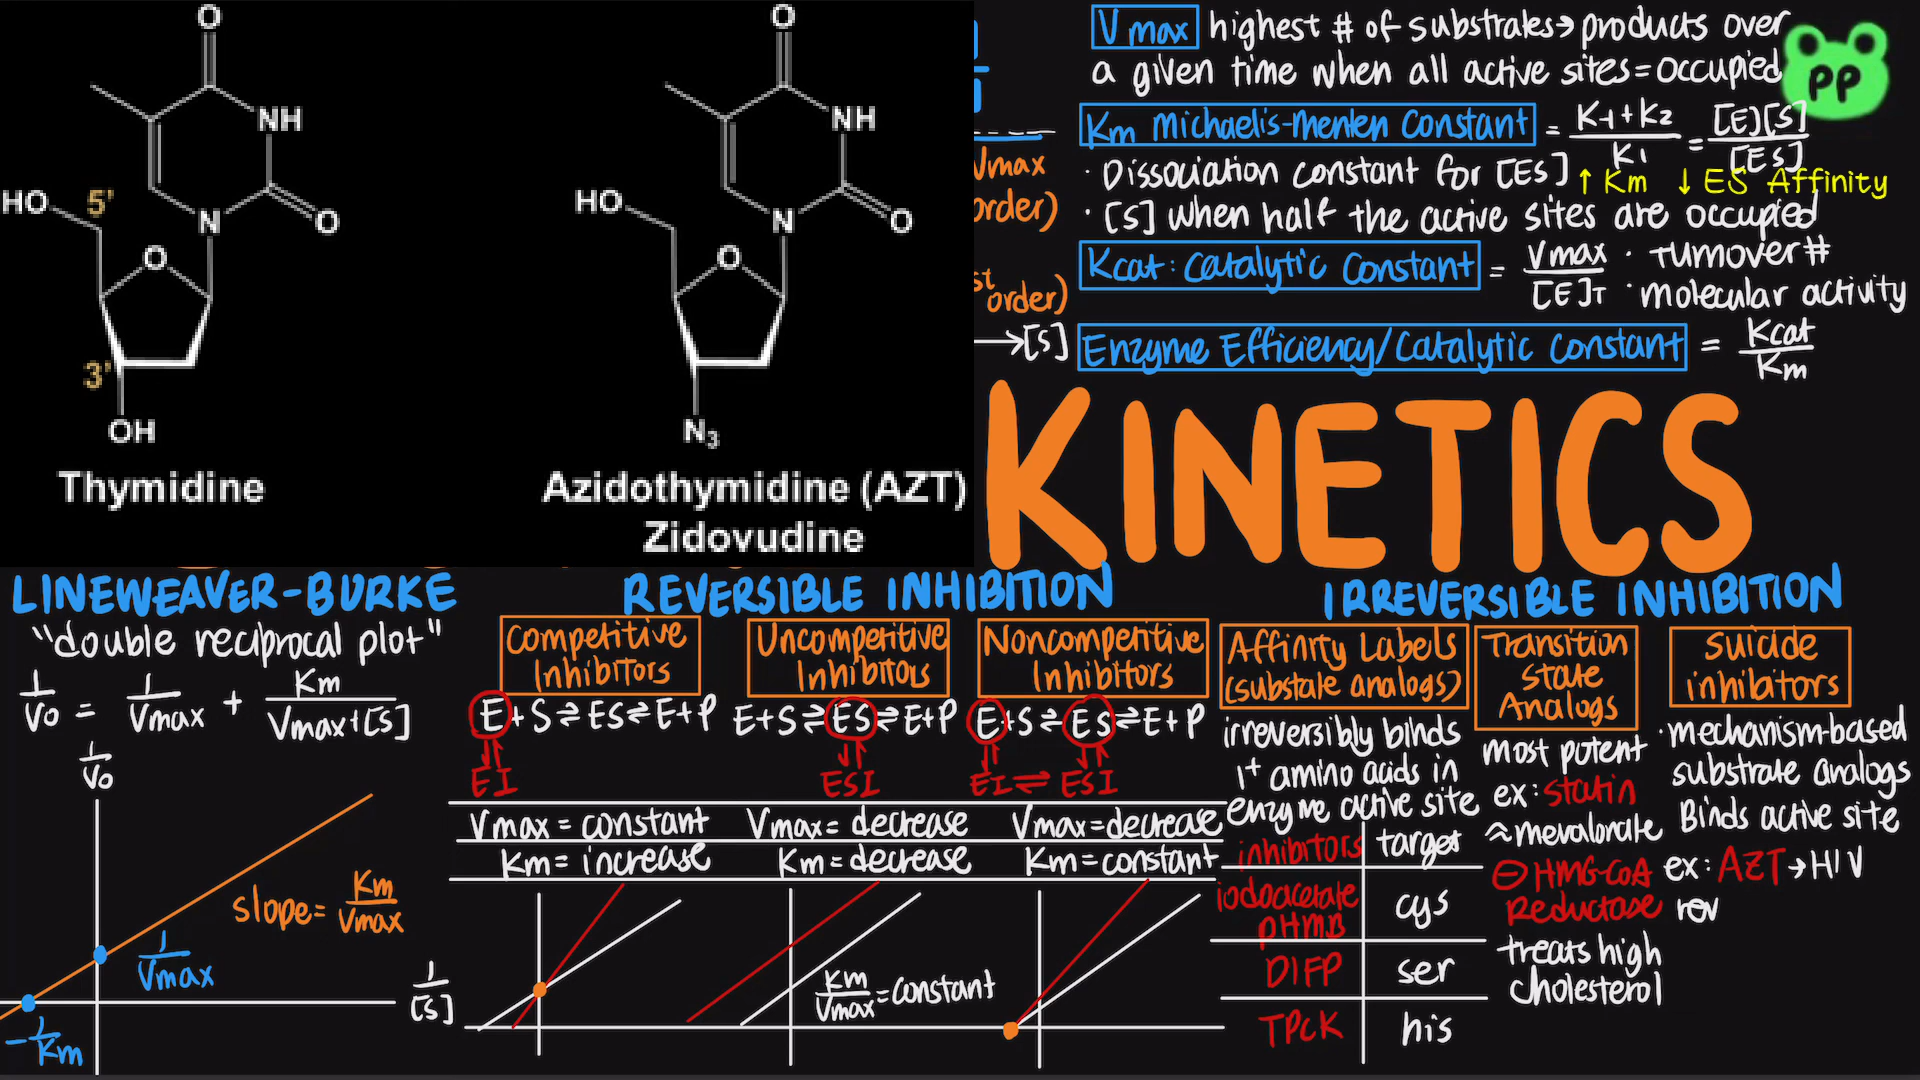 O
O
NH
NH
HO
5'
N
O
HO
N
O
O
O
3'
OH
N3
Thymidine
Azidothymidine (AZT)
Zidovudine
Vmax highest # of substrates→products over
a given time when all active sites=occupied
PP
Km Michaelis-Menten Constant = K-1+K2 / K1 = [E][S] / [ES]
· Dissociation constant for [ES] ↑ Km ↓ ES Affinity
· [S] when half the active sites are occupied
Kcat: Catalytic Constant = Vmax / [E]T · Turnover #
· molecular activity
Enzyme Efficiency/Catalytic Constant = Kcat / Km
Vmax
order)
st order)
→[S]
KINETICS
LINEWEAVER-BURKE
"double reciprocal plot"
1/Vo = 1/Vmax + Km/Vmax+[S]
1/Vo
slope= Km/Vmax
1/Vmax
1/[S]
-1/Km
REVERSIBLE INHIBITION
Competitive Inhibitors
E+S⇌ES⇌E+P
EI
Vmax = constant
Km = increase
Uncompetitive Inhibitors
E+S⇌ES⇌E+P
ESI
Vmax= decrease
Km = decrease
Km/Vmax=constant
Noncompetitive Inhibitors
E+S⇌ES⇌E+P
EI⇌ESI
Vmax=decrease
Km=constant
IRREVERSIBLE INHIBITION
Affinity Labels
(substate analogs)
irreversibly binds
1+ amino acids in
enzyme active site
inhibitors target
iodoacetate
pHMB cys
DIFP ser
TPCK his
Transition
State
Analogs
most potent
ex: statin
≈mevalonate
⊖HMG-CoA
Reductase
treats high
cholesterol
suicide
inhibitors
·mechanism-based
substrate analogs
Binds active site
ex: AZT→HIV
rev